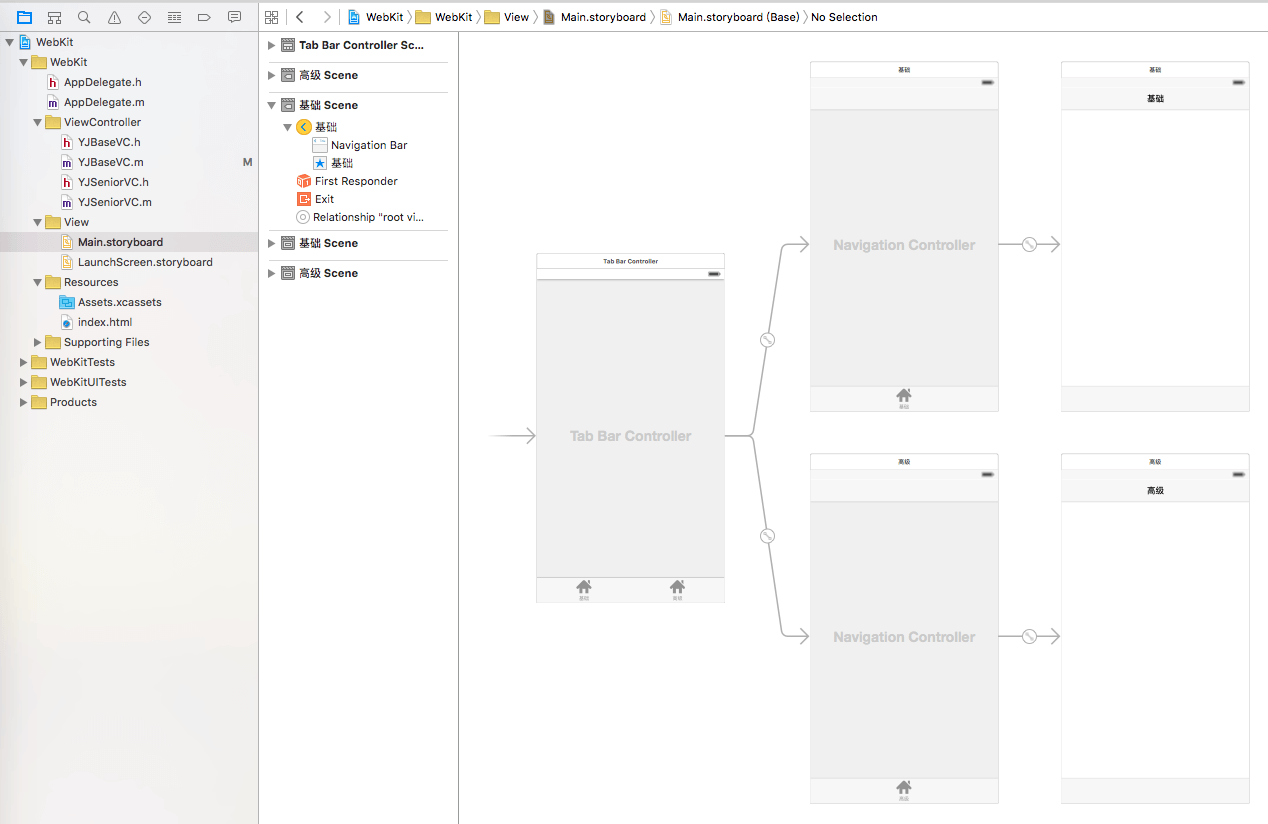 WebKit
WebKit
View
Main.storyboard
Main.storyboard (Base)
No Selection
WebKit
WebKit
AppDelegate.h
AppDelegate.m
ViewController
YJBaseVC.h
YJBaseVC.m
M
YJSeniorVC.h
YJSeniorVC.m
View
Main.storyboard
LaunchScreen.storyboard
Resources
Assets.xcassets
index.html
Supporting Files
WebKitTests
WebKitUITests
Products
Tab Bar Controller Sc...
高级 Scene
基础 Scene
基础
Navigation Bar
基础
First Responder
Exit
Relationship "root vi...
基础 Scene
高级 Scene
Tab Bar Controller
Tab Bar Controller
基础
高级
基础
Navigation Controller
基础
基础
基础
高级
Navigation Controller
高级
高级
高级